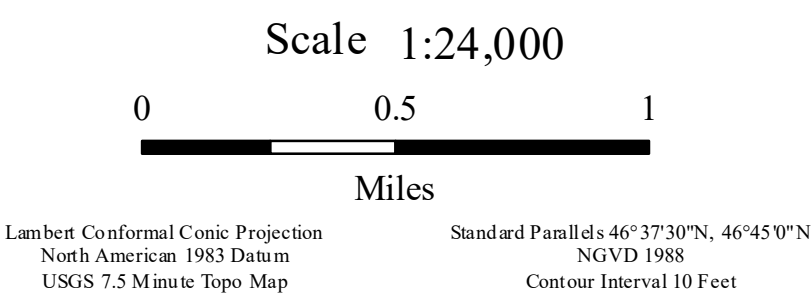 Scale 1:24,000
0 0.5 1
Miles
Lambert Conformal Conic Projection
North American 1983 Datum
USGS 7.5 Minute Topo Map
Standard Parallels 46°37'30"N, 46°45'0"N
NGVD 1988
Contour Interval 10 Feet